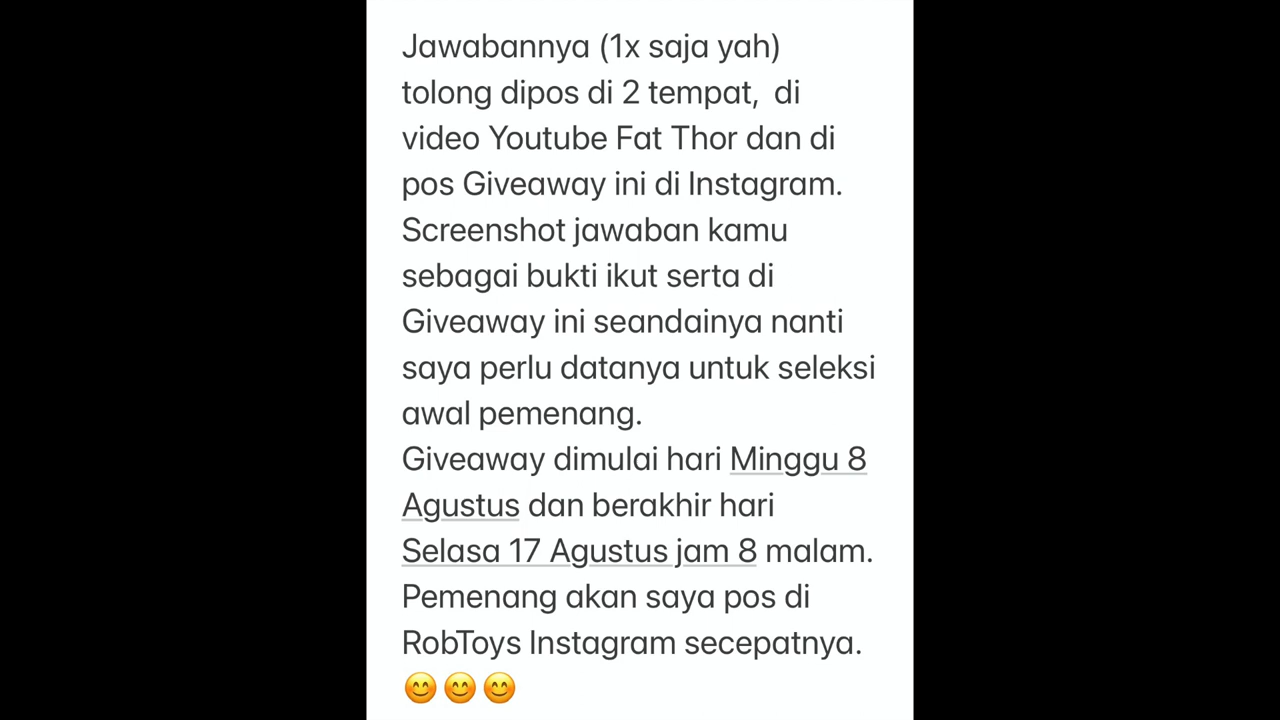 Jawabannya (1x saja yah)
tolong dipos di 2 tempat,  di
video Youtube Fat Thor dan di
pos Giveaway ini di Instagram.
Screenshot jawaban kamu
sebagai bukti ikut serta di
Giveaway ini seandainya nanti
saya perlu datanya untuk seleksi
awal pemenang.
Giveaway dimulai hari Minggu 8
Agustus dan berakhir hari
Selasa 17 Agustus jam 8 malam.
Pemenang akan saya pos di
RobToys Instagram secepatnya.
😊😊😊